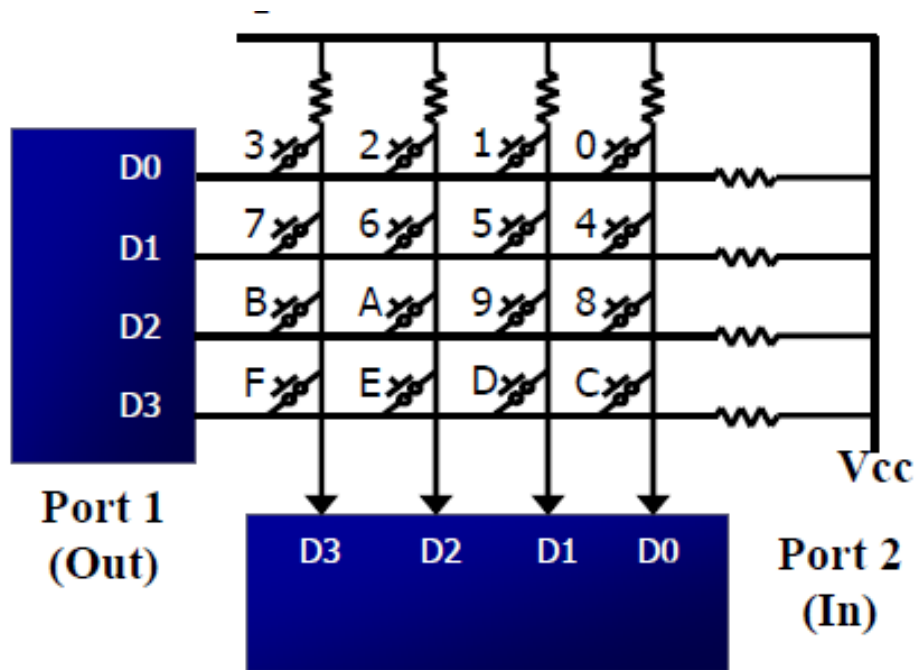 3 2 1 0
D0
7 6 5 4
D1
B A 9 8
D2
F E D C
D3
Vcc
Port 1
(Out)
D3 D2 D1 D0
Port 2
(In)